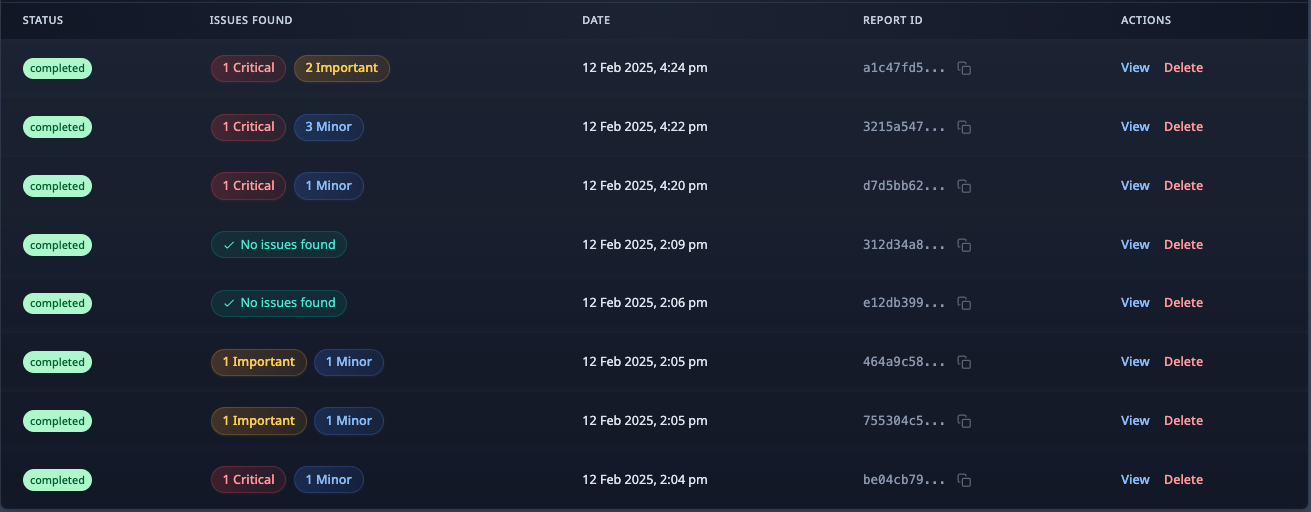 STATUS ISSUES FOUND DATE REPORT ID ACTIONS
completed 1 Critical 2 Important 12 Feb 2025, 4:24 pm a1c47fd5... View Delete
completed 1 Critical 3 Minor 12 Feb 2025, 4:22 pm 3215a547... View Delete
completed 1 Critical 1 Minor 12 Feb 2025, 4:20 pm d7d5bb62... View Delete
completed No issues found 12 Feb 2025, 2:09 pm 312d34a8... View Delete
completed No issues found 12 Feb 2025, 2:06 pm e12db399... View Delete
completed 1 Important 1 Minor 12 Feb 2025, 2:05 pm 464a9c58... View Delete
completed 1 Important 1 Minor 12 Feb 2025, 2:05 pm 755304c5... View Delete
completed 1 Critical 1 Minor 12 Feb 2025, 2:04 pm be04cb79... View Delete